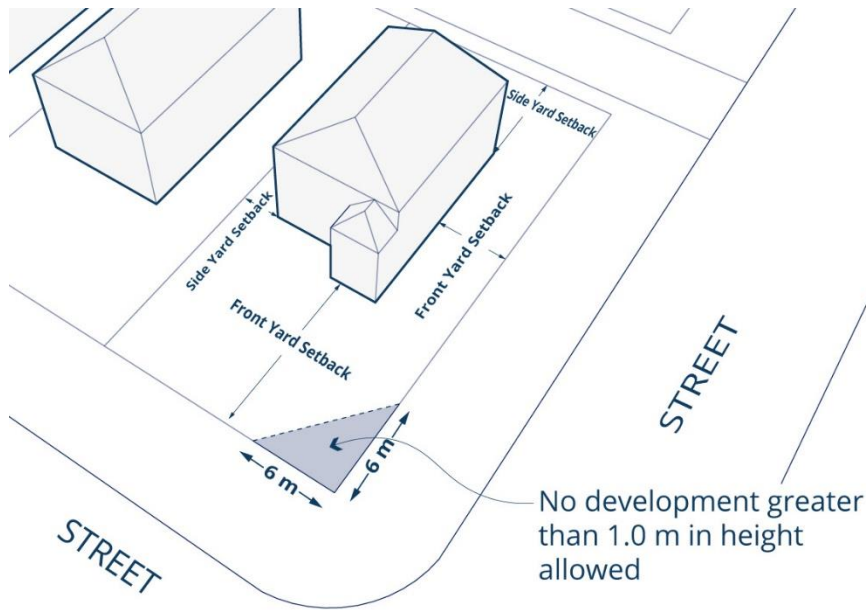 Side Yard Setback
Side Yard Setback
Front Yard Setback
Front Yard Setback
6 m
6 m
STREET
STREET
No development greater
than 1.0 m in height
allowed